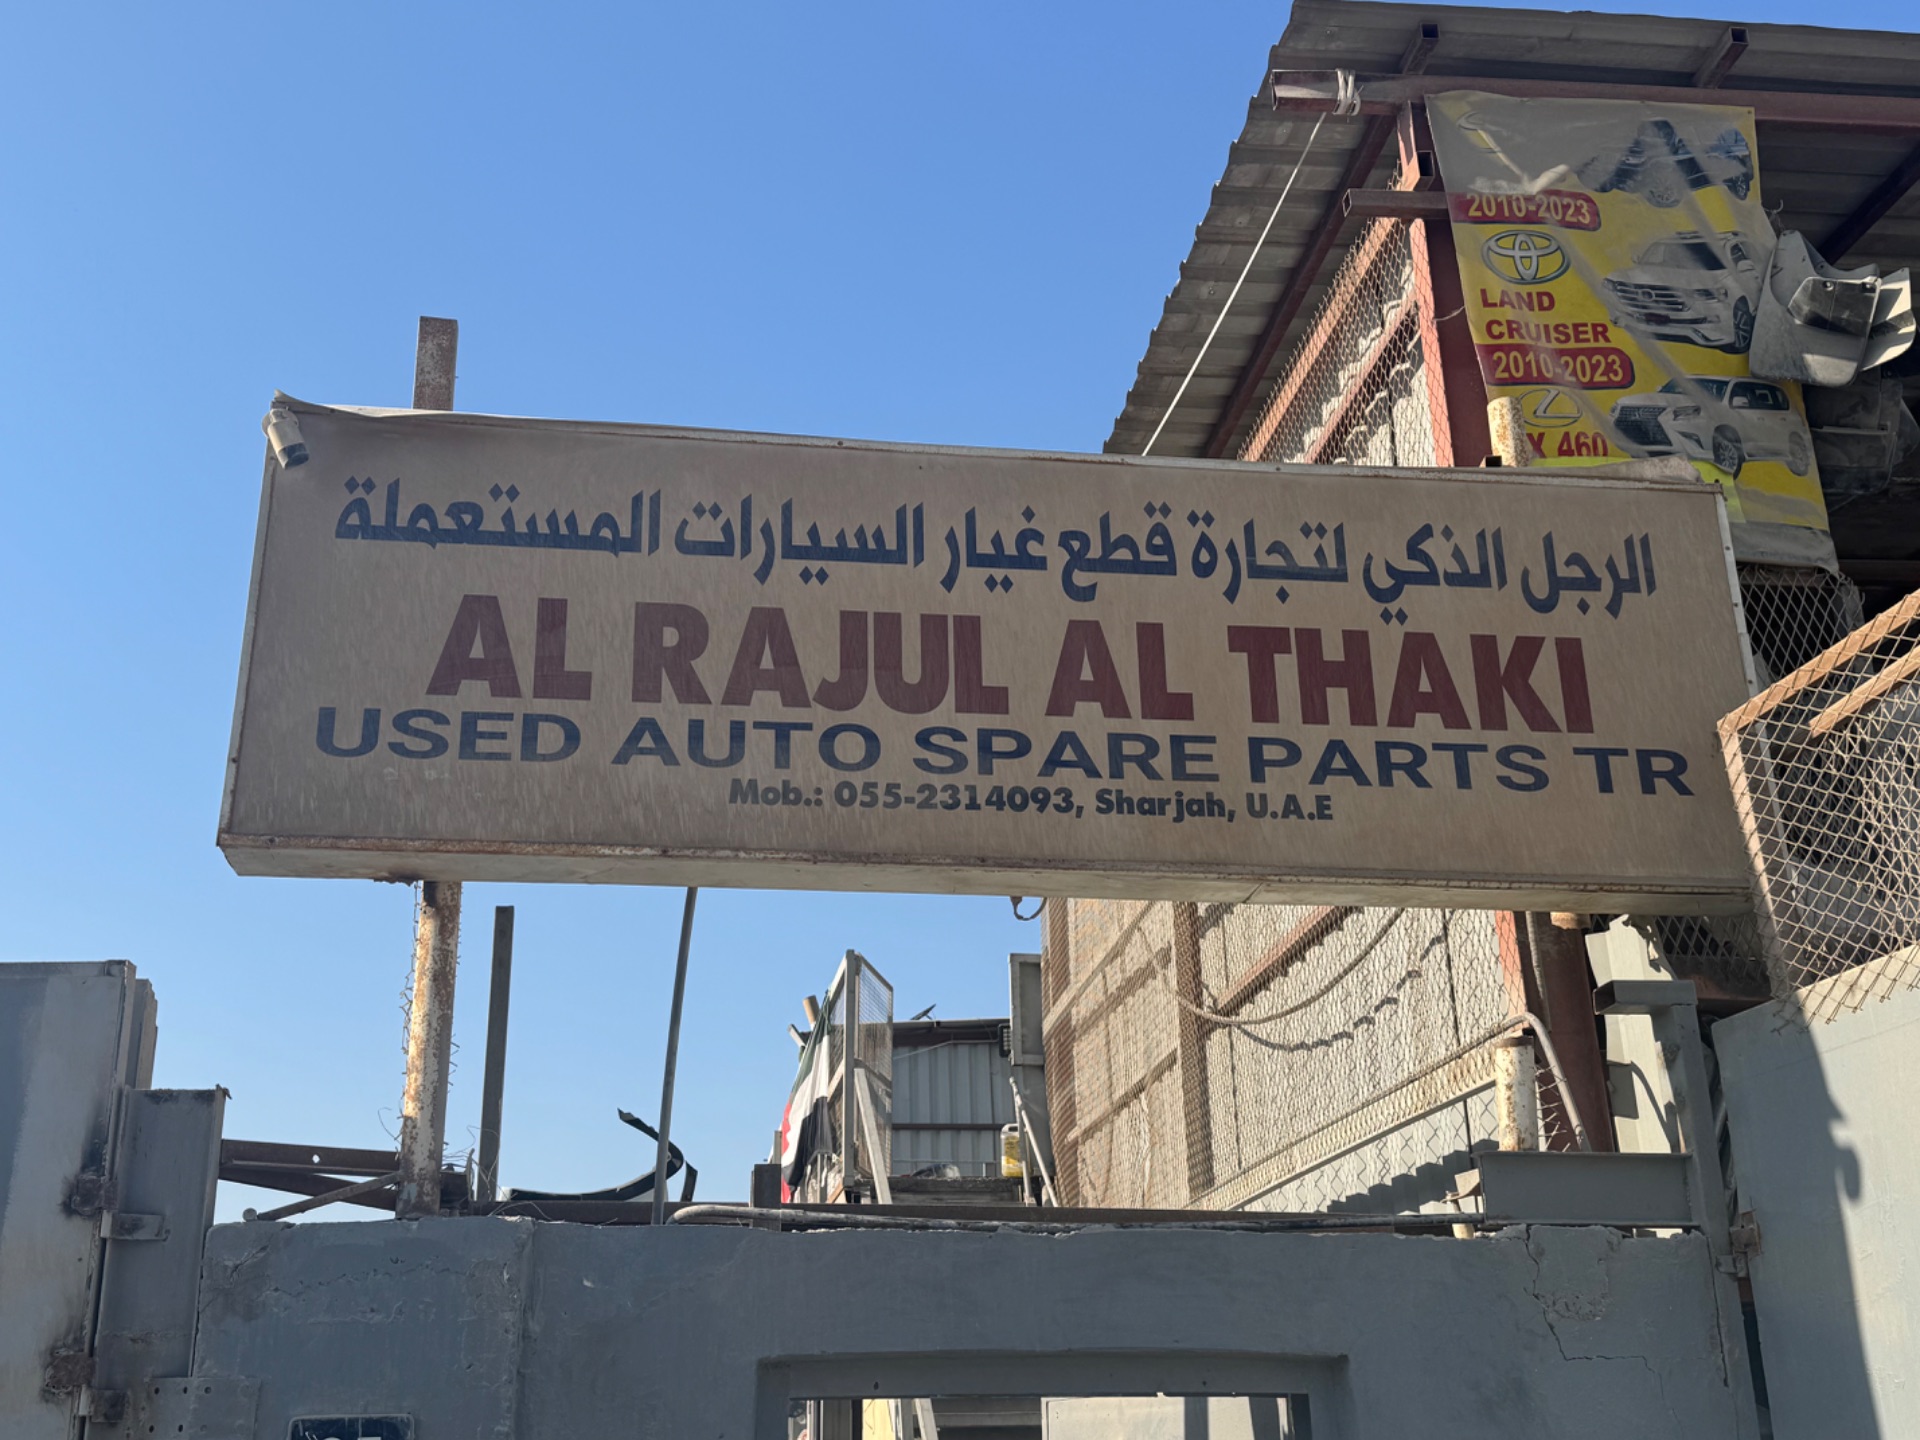 الرجل الذكي لتجارة قطع غيار السيارات المستعملة
AL RAJUL AL THAKI
USED AUTO SPARE PARTS TR
Mob.: 055-2314093, Sharjah, U.A.E
2010-2023
LAND
CRUISER
2010-2023
460